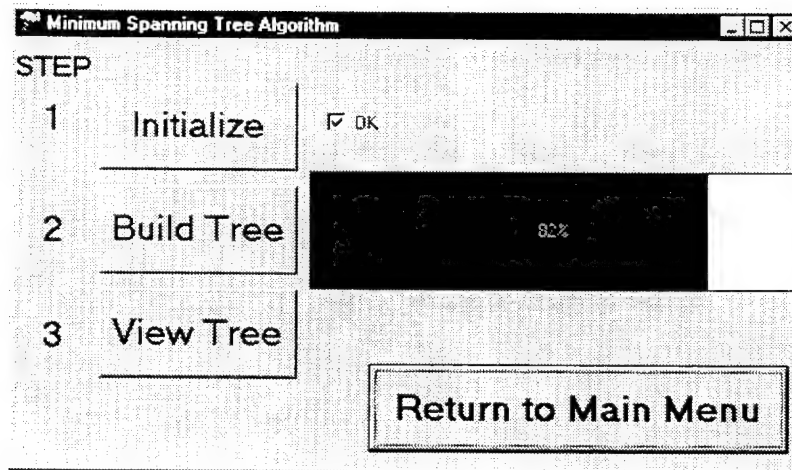 Minimum Spanning Tree Algorithm
STEP
1 Initialize OK
2 Build Tree 82%
3 View Tree
Return to Main Menu